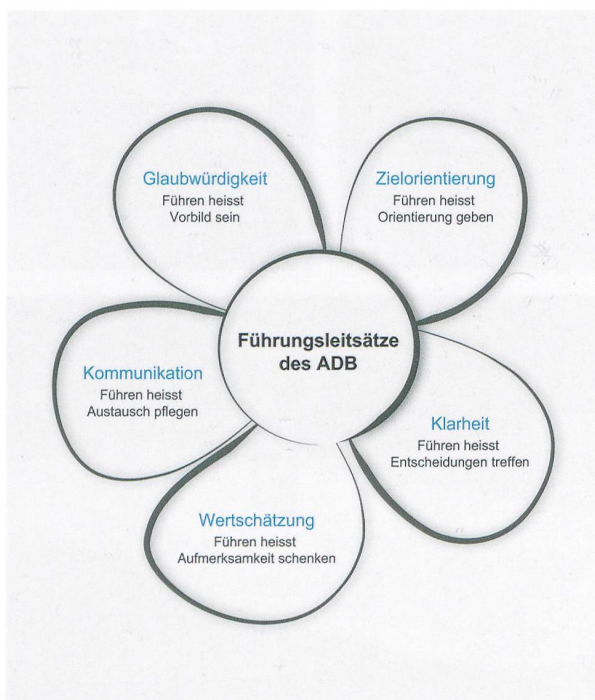 Glaubwürdigkeit
Führen heisst
Vorbild sein
Zielorientierung
Führen heisst
Orientierung geben
Führungsleitsätze
des ADB
Kommunikation
Führen heisst
Austausch pflegen
Klarheit
Führen heisst
Entscheidungen treffen
Wertschätzung
Führen heisst
Aufmerksamkeit schenken